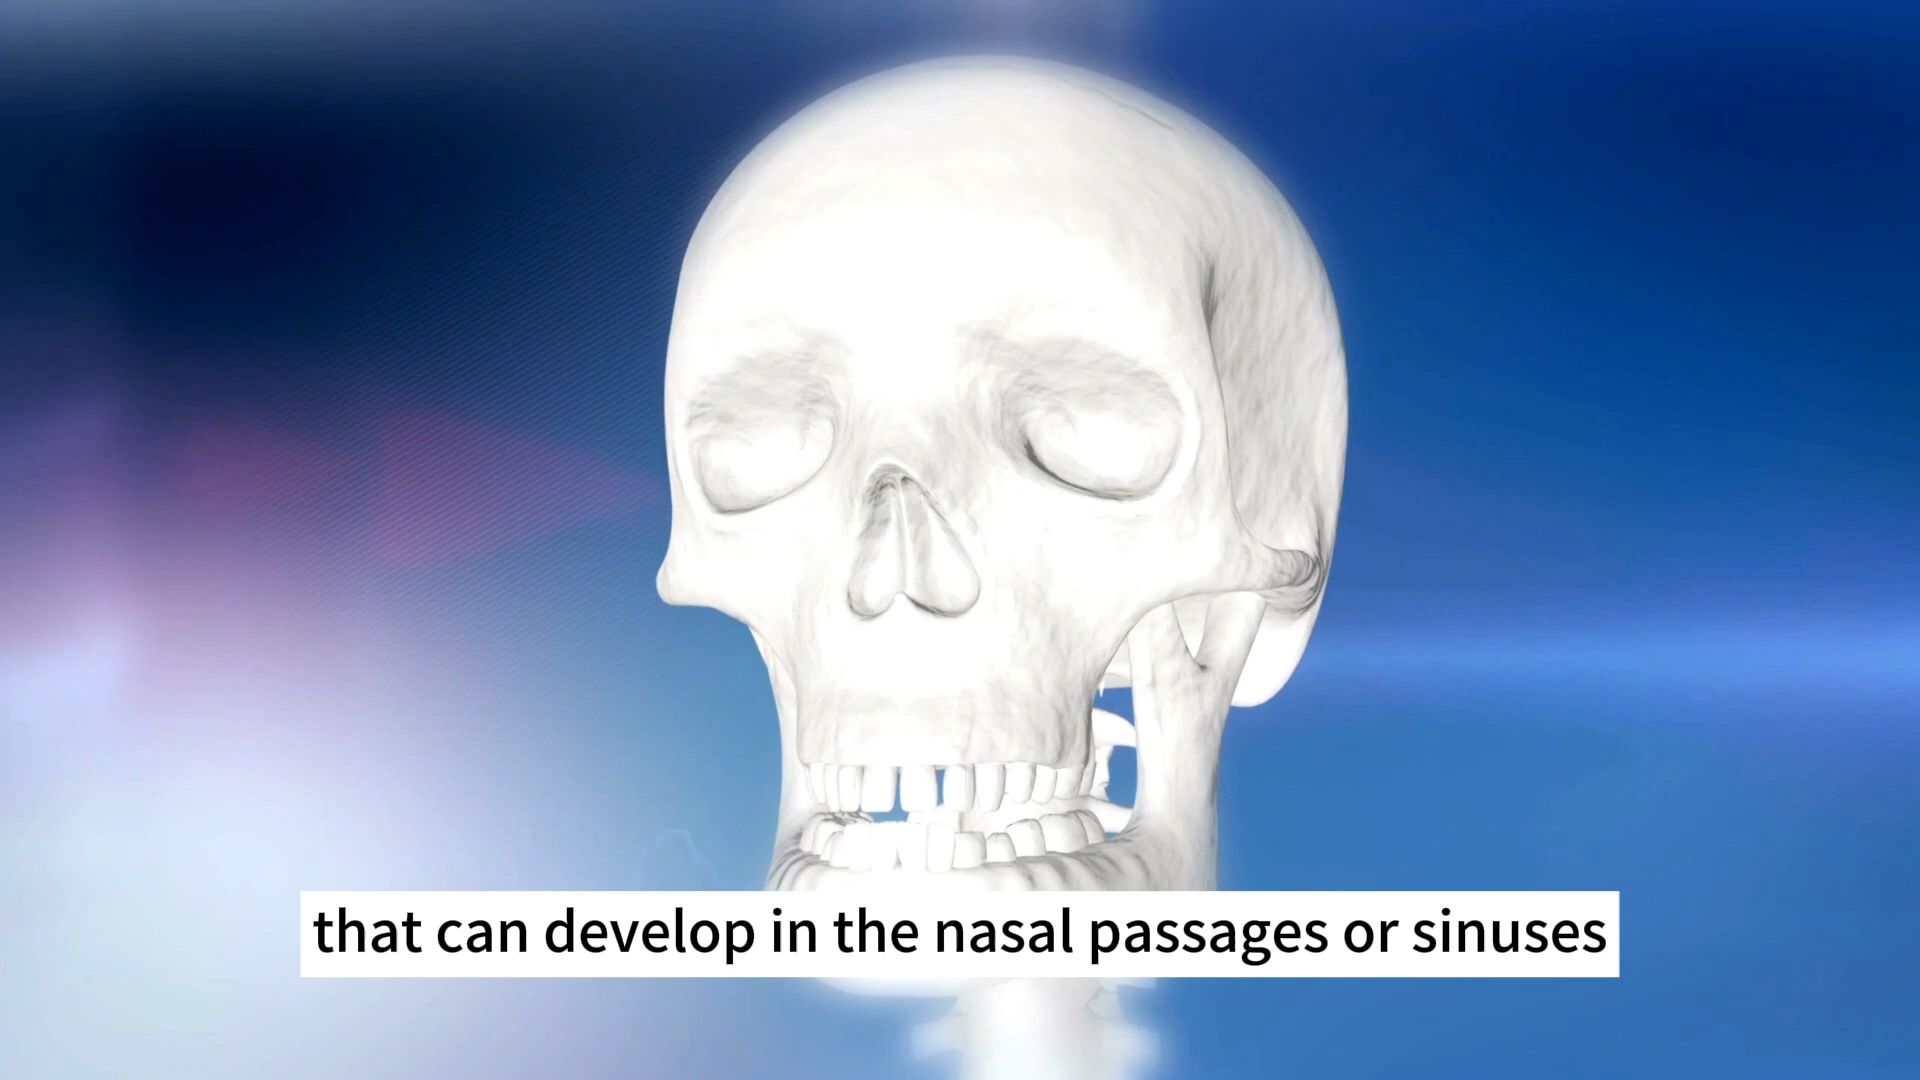 that can develop in the nasal passages or sinuses